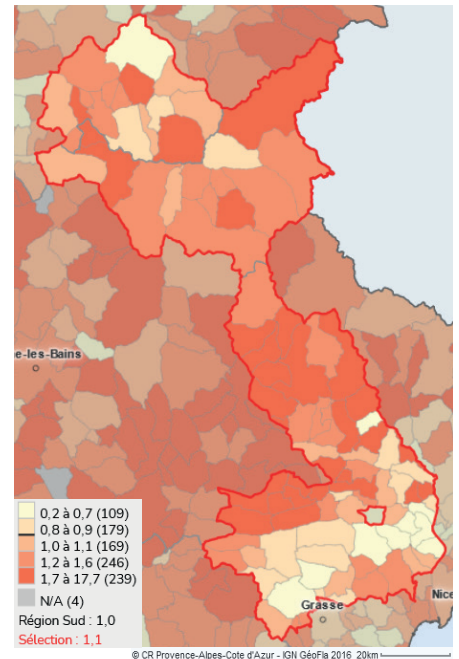 ne-les-Bains
0,2 à 0,7 (109)
0,8 à 0,9 (179)
1,0 à 1,1 (169)
1,2 à 1,6 (246)
1,7 à 17,7 (239)
N/A (4)
Région Sud : 1,0
Sélection : 1,1
Grasse
Nice
© CR Provence-Alpes-Cote d'Azur - IGN GéoFla 2016 20km